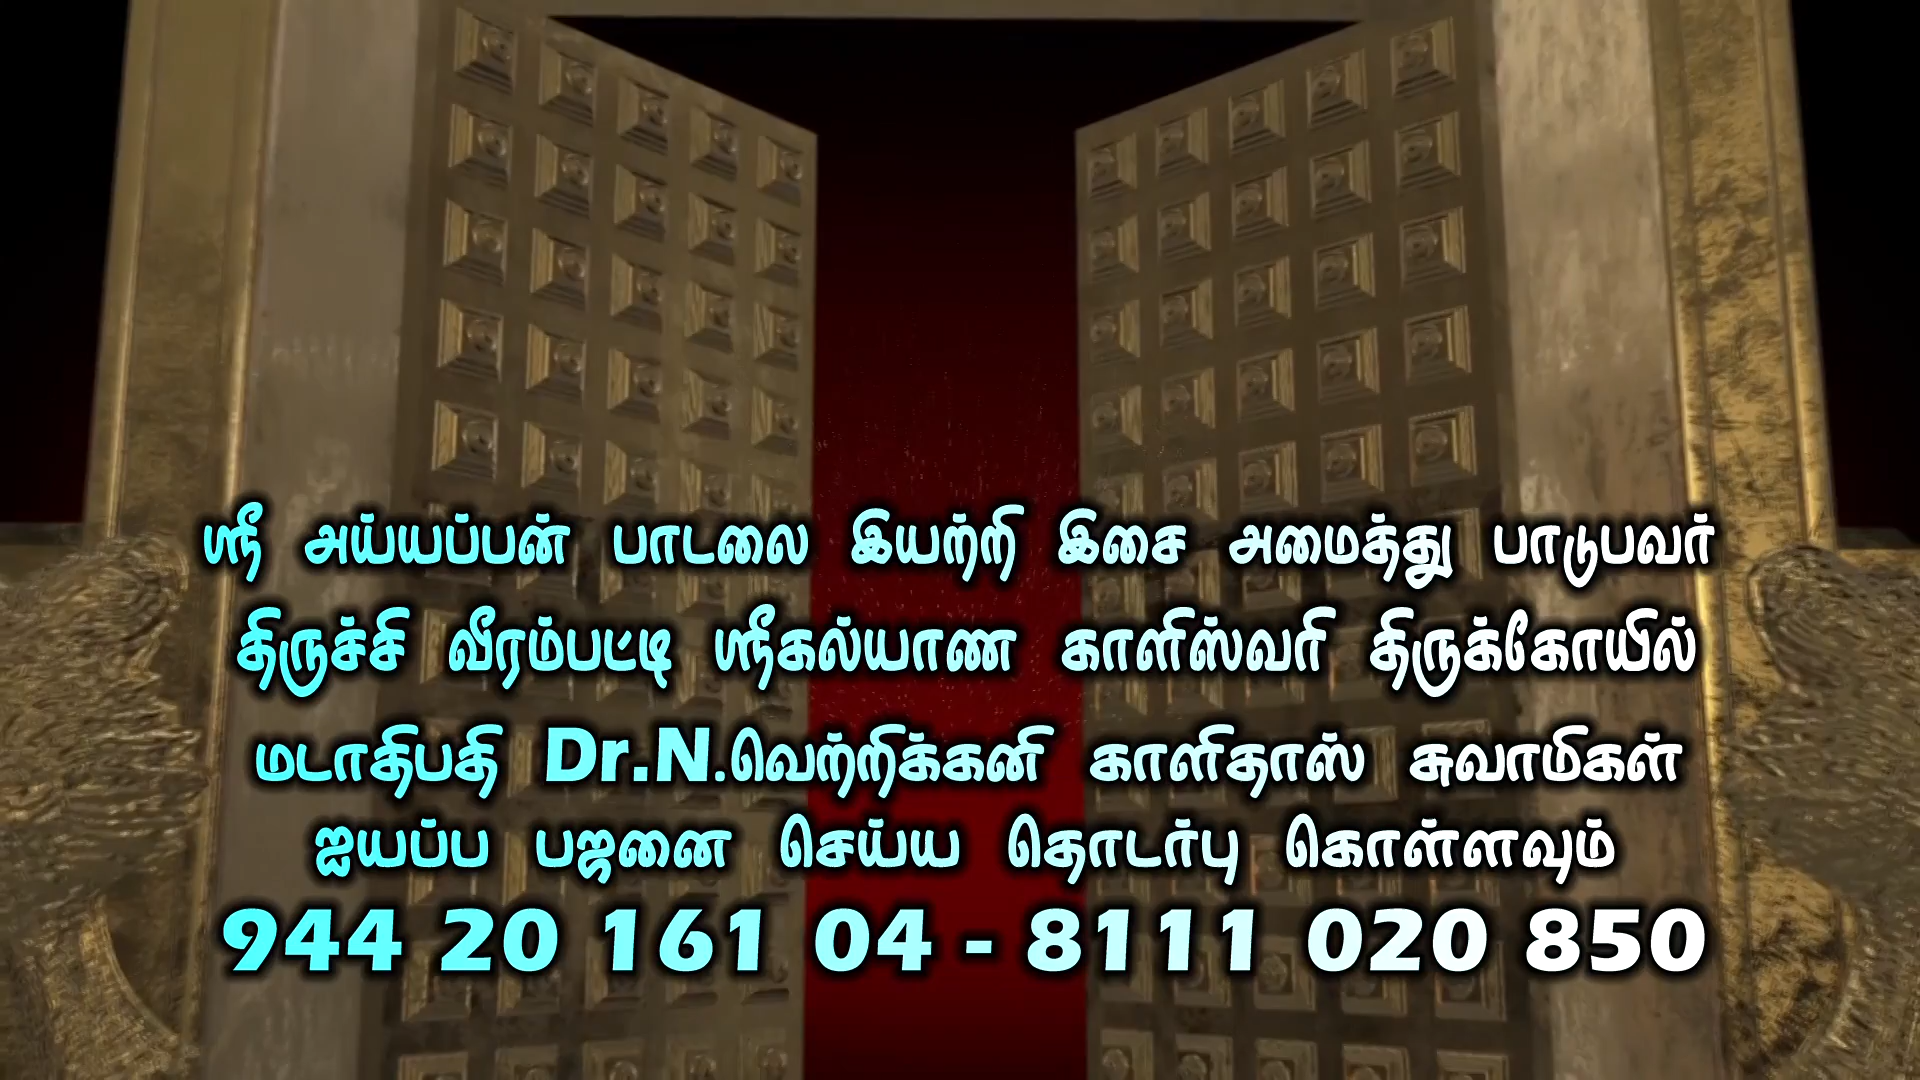 ஸ்ரீ அய்யப்பன் பாடலை இயற்றி இசை அமைத்து பாடுபவர்
திருச்சி வீரம்பட்டி ஸ்ரீகல்யாண காளிஸ்வரி திருக்கோயில்
மடாதிபதி Dr.N.வெற்றிக்கனி காளிதாஸ் சுவாமிகள்
ஐயப்ப பஜனை செய்ய தொடர்பு கொள்ளவும்
944 20 161 04 - 8111 020 850